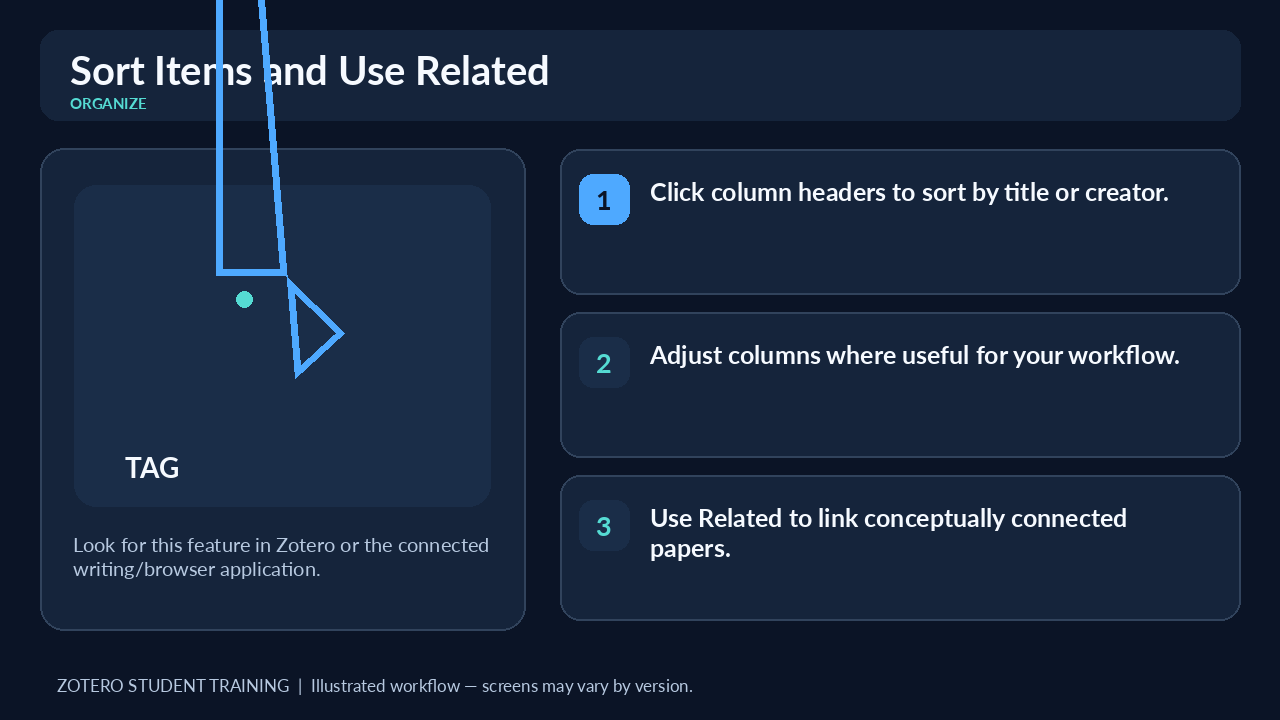 Sort Items and Use Related
ORGANIZE
TAG
Look for this feature in Zotero or the connected
writing/browser application.
1
Click column headers to sort by title or creator.
2
Adjust columns where useful for your workflow.
3
Use Related to link conceptually connected
papers.
ZOTERO STUDENT TRAINING | Illustrated workflow — screens may vary by version.